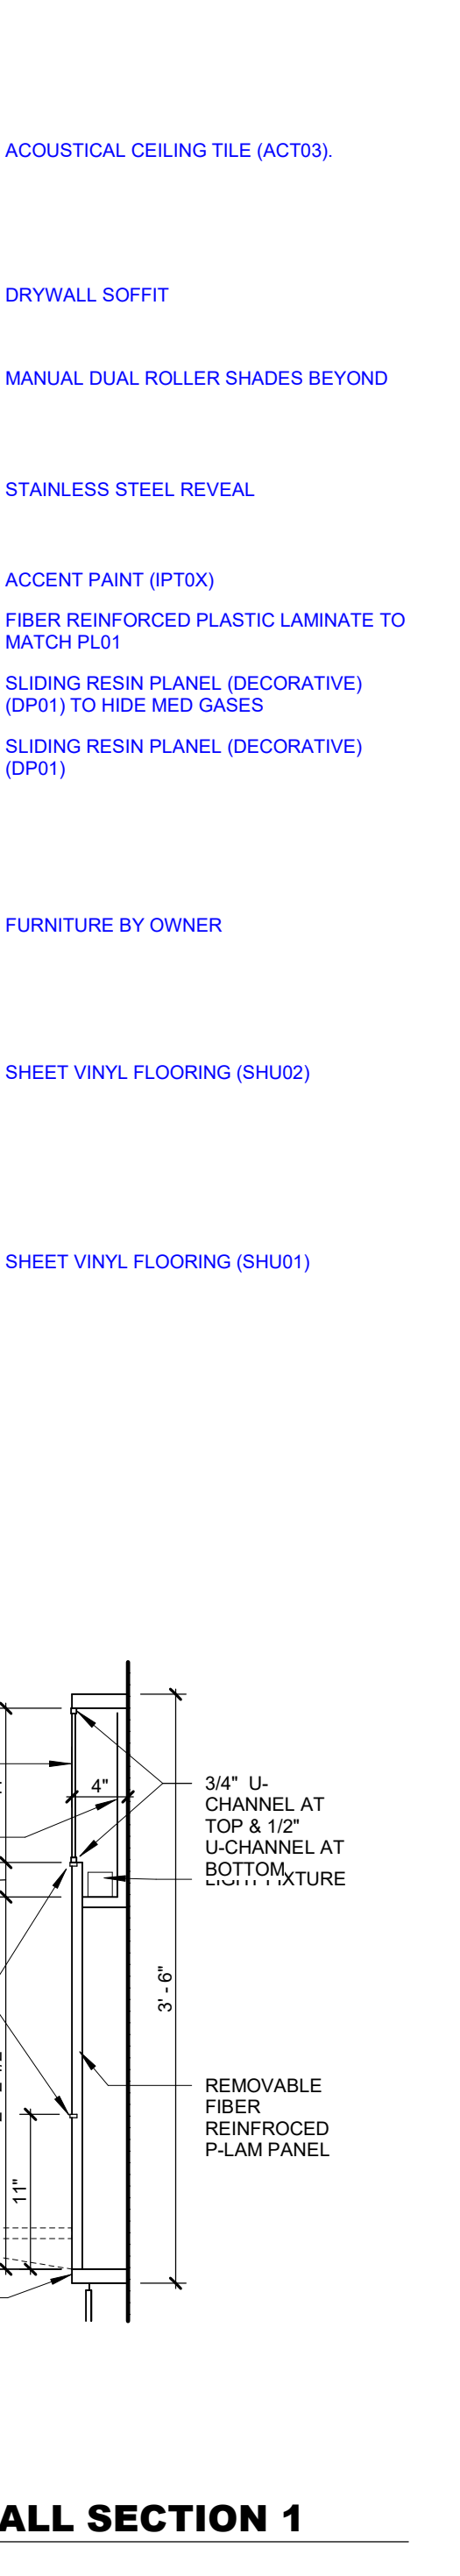 ACOUSTICAL CEILING TILE (ACT03).
DRYWALL SOFFIT
MANUAL DUAL ROLLER SHADES BEYOND
STAINLESS STEEL REVEAL
ACCENT PAINT (IPT0X)
FIBER REINFORCED PLASTIC LAMINATE TO
MATCH PL01
SLIDING RESIN PLANEL (DECORATIVE)
(DP01) TO HIDE MED GASES
SLIDING RESIN PLANEL (DECORATIVE)
(DP01)
FURNITURE BY OWNER
SHEET VINYL FLOORING (SHU02)
SHEET VINYL FLOORING (SHU01)
4"
3/4" U-
CHANNEL AT
TOP & 1/2"
U-CHANNEL AT
BOTTOM
LIGHT FIXTURE
3' - 6"
REMOVABLE
FIBER
REINFROCED
P-LAM PANEL
11"
ALL SECTION 1